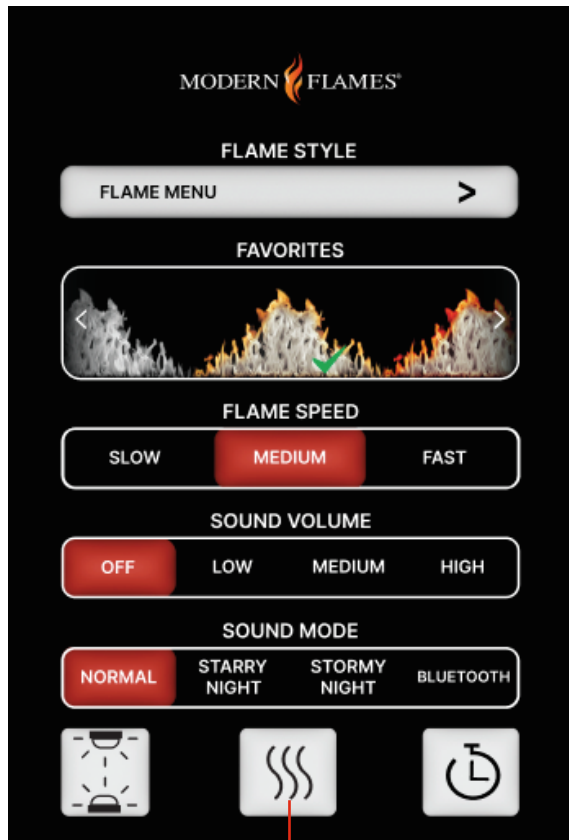 MODERN FLAMES®
FLAME STYLE
FLAME MENU >
FAVORITES
< >
FLAME SPEED
SLOW MEDIUM FAST
SOUND VOLUME
OFF LOW MEDIUM HIGH
SOUND MODE
NORMAL STARRY NIGHT STORMY NIGHT BLUETOOTH